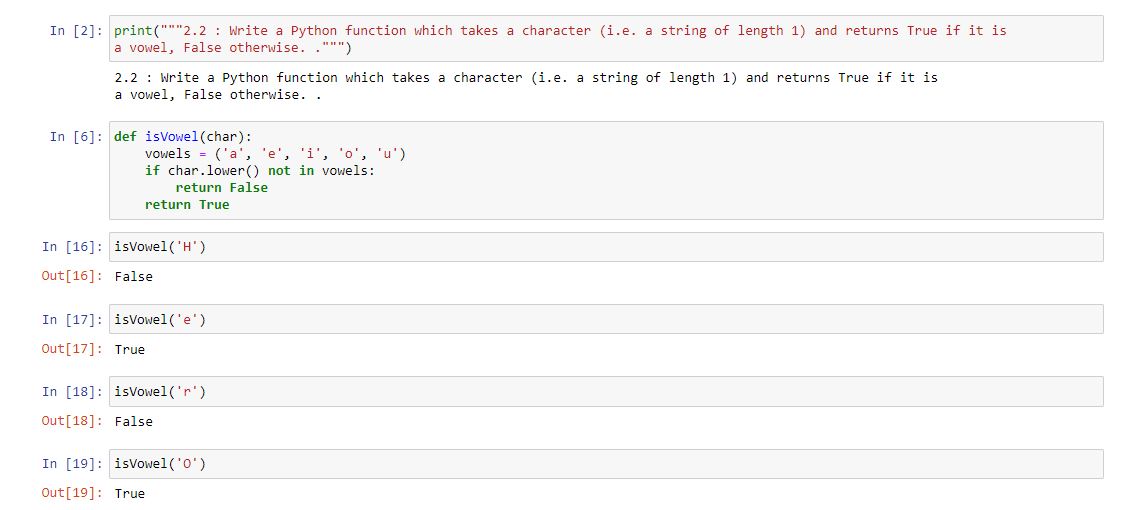 In [2]: print("""2.2 : Write a Python function which takes a character (i.e. a string of length 1) and returns True if it is
a vowel, False otherwise. .""")
2.2 : Write a Python function which takes a character (i.e. a string of length 1) and returns True if it is
a vowel, False otherwise. .
In [6]: def isVowel(char):
    vowels = ('a', 'e', 'i', 'o', 'u')
    if char.lower() not in vowels:
        return False
    return True
In [16]: isVowel('H')
Out[16]: False
In [17]: isVowel('e')
Out[17]: True
In [18]: isVowel('r')
Out[18]: False
In [19]: isVowel('O')
Out[19]: True